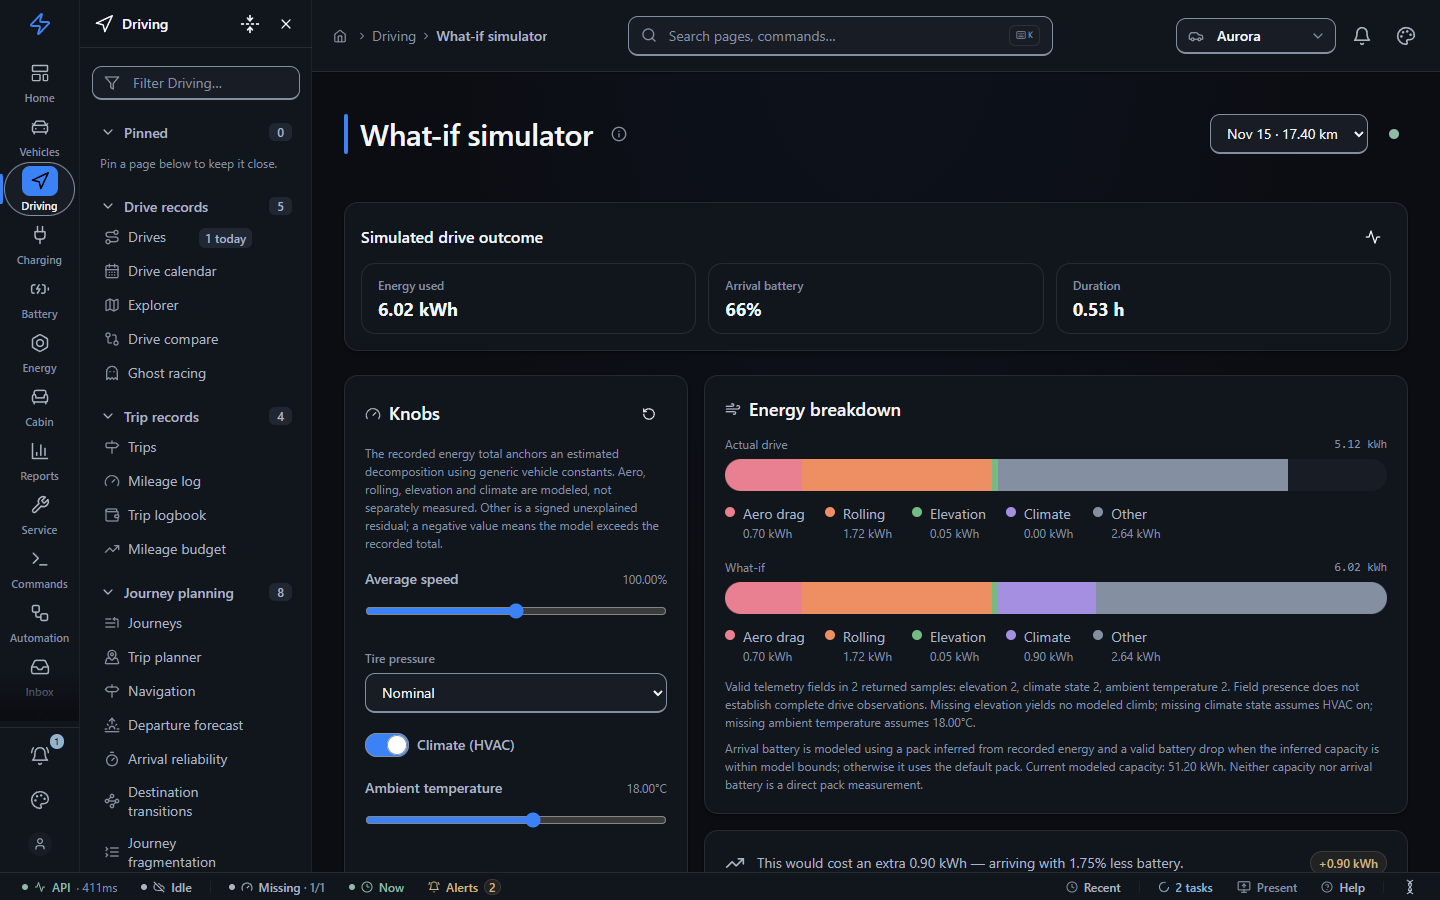 Driving
Driving
What-if simulator
Search pages, commands...
K
Aurora
Home
Vehicles
Driving
Charging
Battery
Energy
Cabin
Reports
Service
Commands
Automation
Inbox
1
Filter Driving...
Pinned
0
Pin a page below to keep it close.
Drive records
5
Drives
1 today
Drive calendar
Explorer
Drive compare
Ghost racing
Trip records
4
Trips
Mileage log
Trip logbook
Mileage budget
Journey planning
8
Journeys
Trip planner
Navigation
Departure forecast
Arrival reliability
Destination
transitions
Journey
fragmentation
What-if simulator
Nov 15 · 17.40 km
Simulated drive outcome
Energy used
6.02 kWh
Arrival battery
66%
Duration
0.53 h
Knobs
The recorded energy total anchors an estimated
decomposition using generic vehicle constants. Aero,
rolling, elevation and climate are modeled, not
separately measured. Other is a signed unexplained
residual; a negative value means the model exceeds the
recorded total.
Average speed
100.00%
Tire pressure
Nominal
Climate (HVAC)
Ambient temperature
18.00°C
Energy breakdown
Actual drive
5.12 kWh
Aero drag
0.70 kWh
Rolling
1.72 kWh
Elevation
0.05 kWh
Climate
0.00 kWh
Other
2.64 kWh
What-if
6.02 kWh
Aero drag
0.70 kWh
Rolling
1.72 kWh
Elevation
0.05 kWh
Climate
0.90 kWh
Other
2.64 kWh
Valid telemetry fields in 2 returned samples: elevation 2, climate state 2, ambient temperature 2. Field presence does not
establish complete drive observations. Missing elevation yields no modeled climb; missing climate state assumes HVAC on;
missing ambient temperature assumes 18.00°C.
Arrival battery is modeled using a pack inferred from recorded energy and a valid battery drop when the inferred capacity is
within model bounds; otherwise it uses the default pack. Current modeled capacity: 51.20 kWh. Neither capacity nor arrival
battery is a direct pack measurement.
This would cost an extra 0.90 kWh — arriving with 1.75% less battery.
+0.90 kWh
API · 411ms
Idle
Missing · 1/1
Now
Alerts
2
Recent
2 tasks
Present
Help